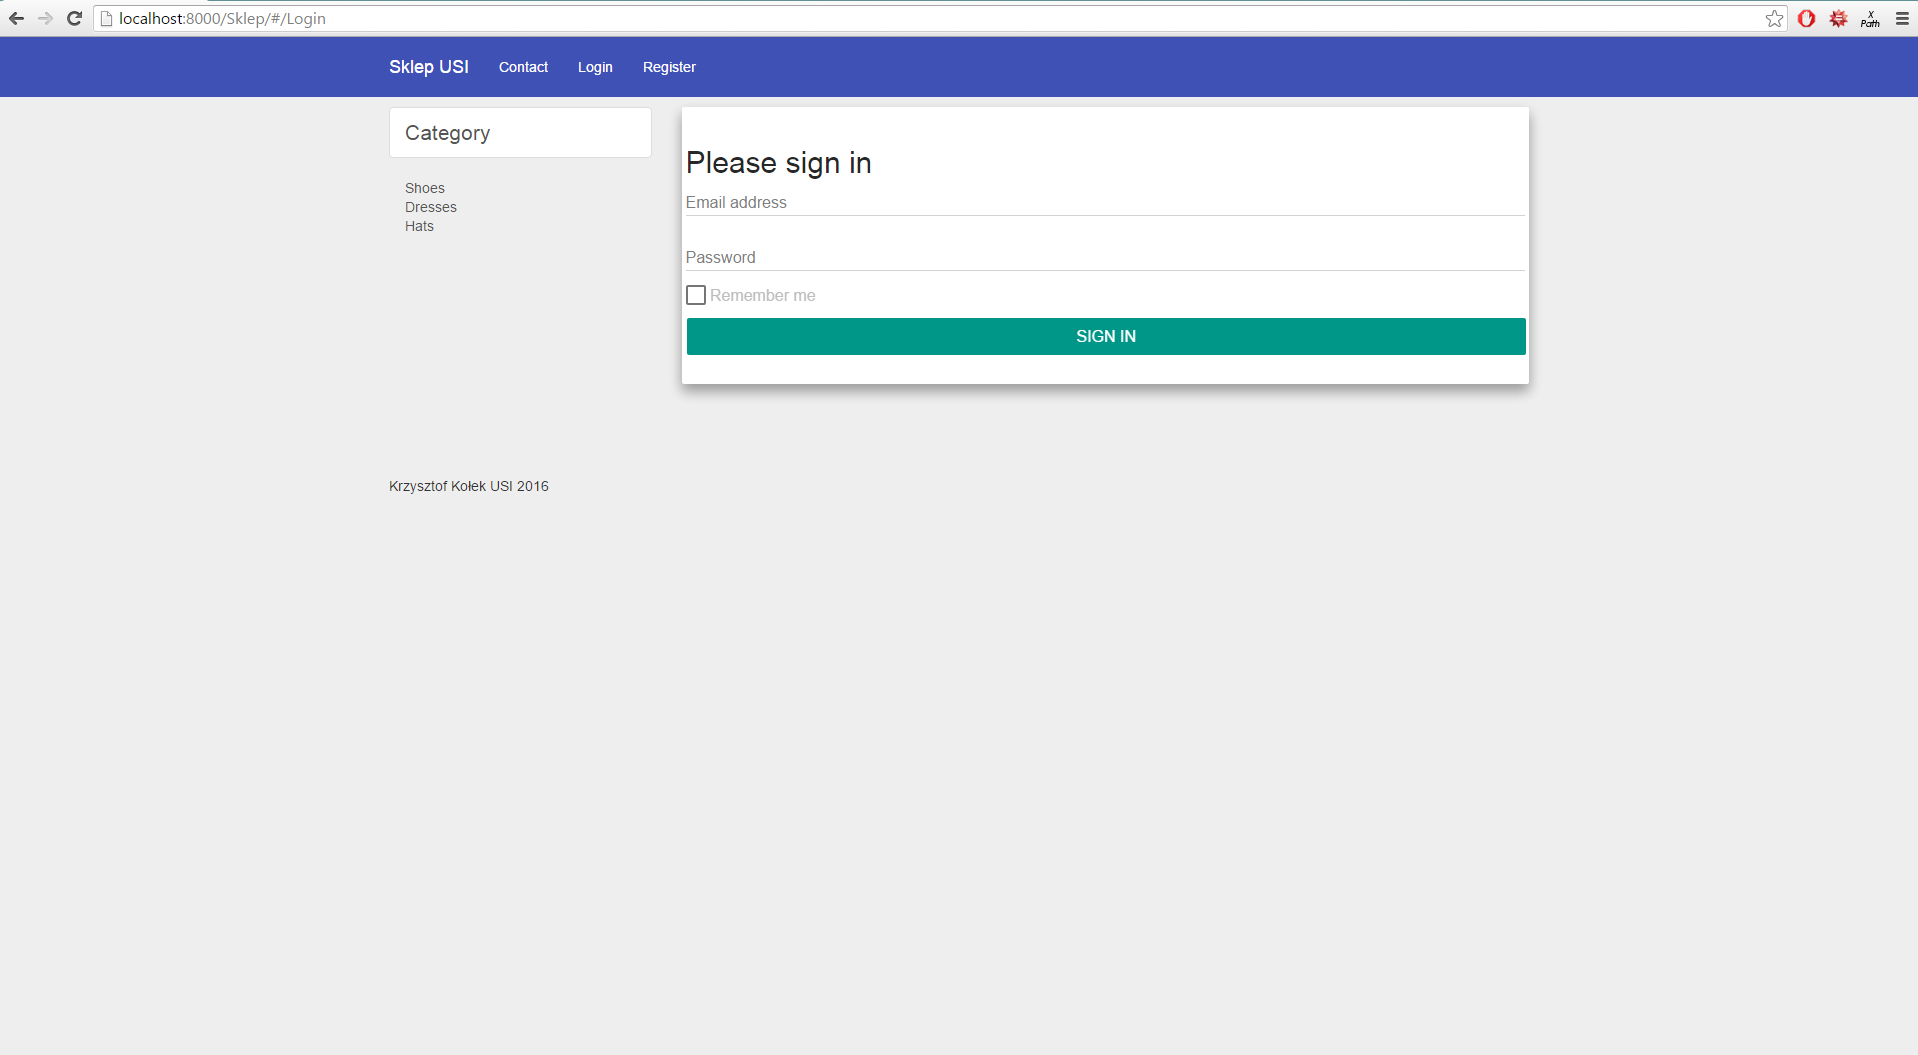 localhost:8000/Sklep/#/Login
X
Path
Sklep USI Contact Login Register
Category
Shoes
Dresses
Hats
Please sign in
Email address
Password
Remember me
SIGN IN
Krzysztof Kołek USI 2016